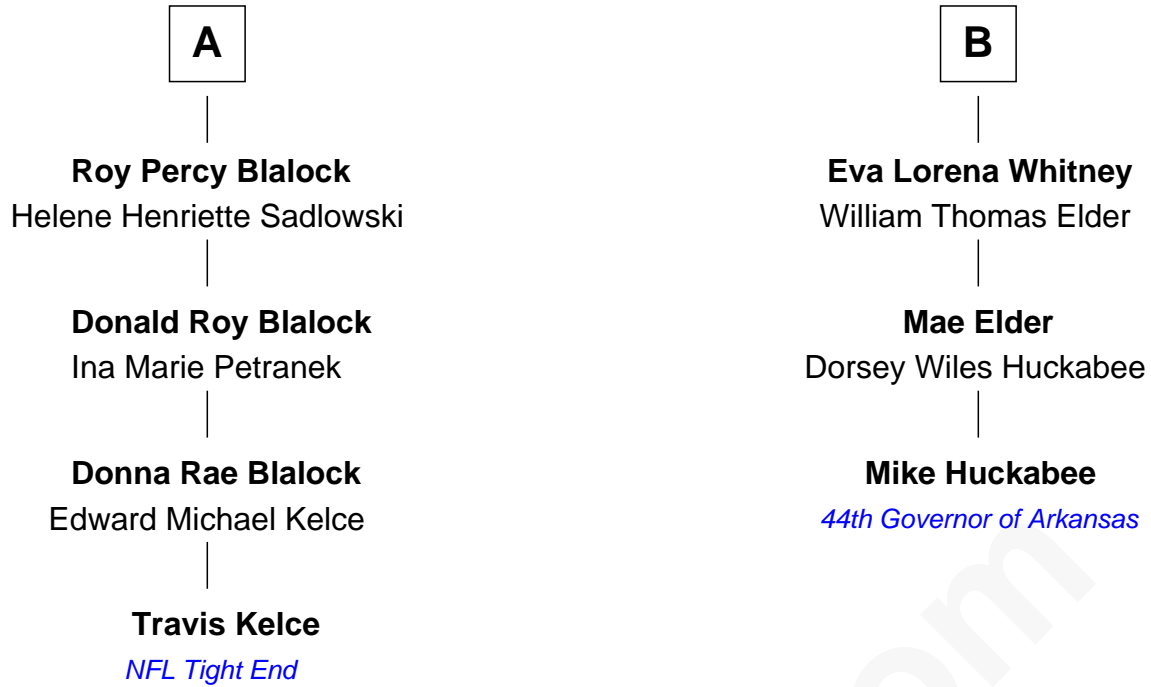 A
Roy Percy Blalock
Helene Henriette Sadlowski
Donald Roy Blalock
Ina Marie Petranek
Donna Rae Blalock
Edward Michael Kelce
Travis Kelce
NFL Tight End
B
Eva Lorena Whitney
William Thomas Elder
Mae Elder
Dorsey Wiles Huckabee
Mike Huckabee
44th Governor of Arkansas
om